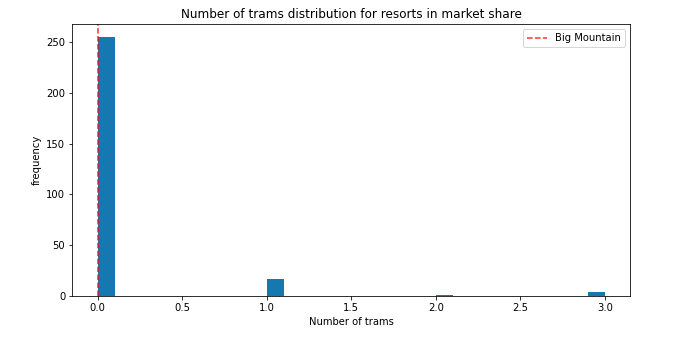 Number of trams distribution for resorts in market share
Big Mountain
frequency
250
200
150
100
50
0
0.0 0.5 1.0 1.5 2.0 2.5 3.0
Number of trams